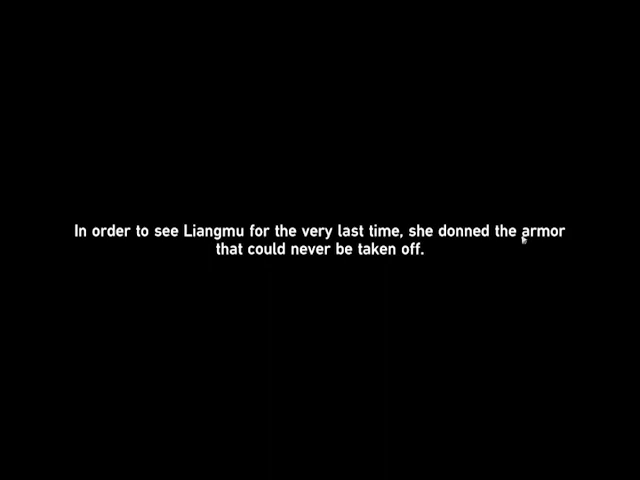 In order to see Liangmu for the very last time, she donned the armor
that could never be taken off.